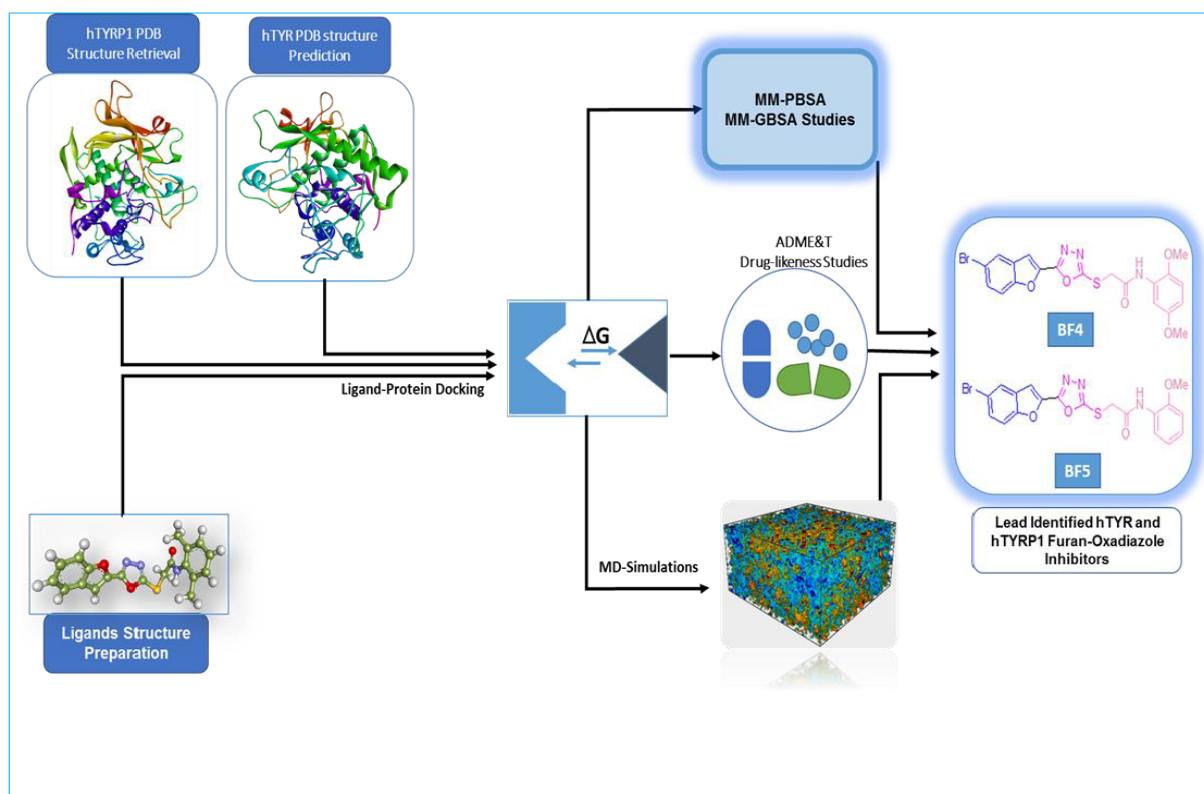 hTYRP1 PDB
Structure Retrieval
hTYR PDB structure
Prediction
MM-PBSA
MM-GBSA Studies
ADME&T
Drug-likeness Studies
ΔG
Ligand-Protein Docking
MD-Simulations
Ligands Structure
Preparation
Br
O
N
N
O
S
O
H
N
OMe
OMe
BF4
Br
O
N
N
O
S
O
H
N
OMe
BF5
Lead Identified hTYR and
hTYRP1 Furan-Oxadiazole
Inhibitors